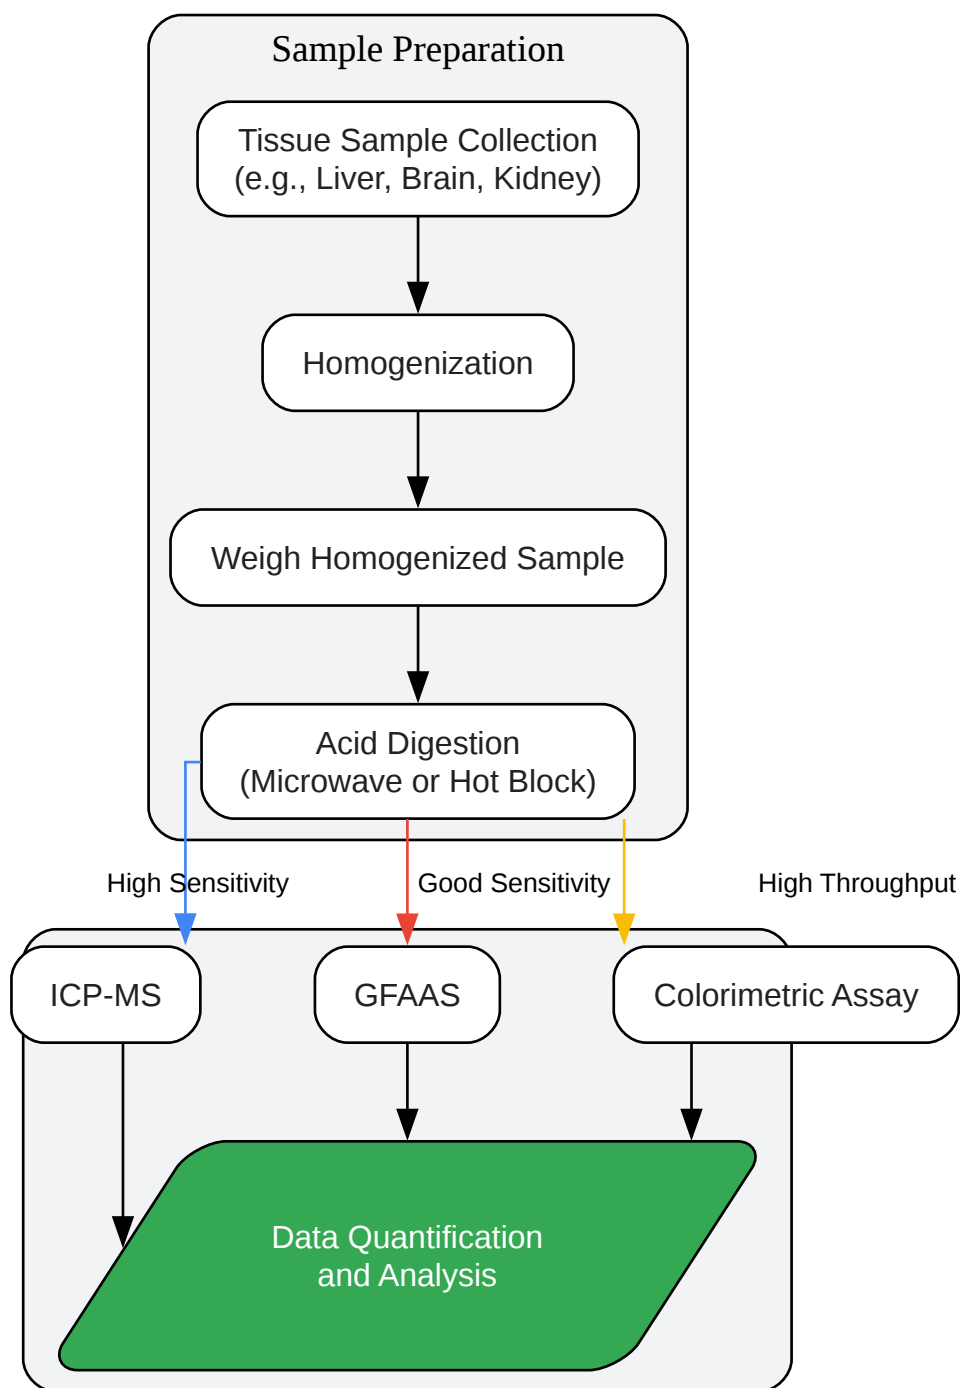 Sample Preparation
Tissue Sample Collection
(e.g., Liver, Brain, Kidney)
Homogenization
Weigh Homogenized Sample
Acid Digestion
(Microwave or Hot Block)
High Sensitivity
Good Sensitivity
High Throughput
ICP-MS
GFAAS
Colorimetric Assay
Data Quantification
and Analysis